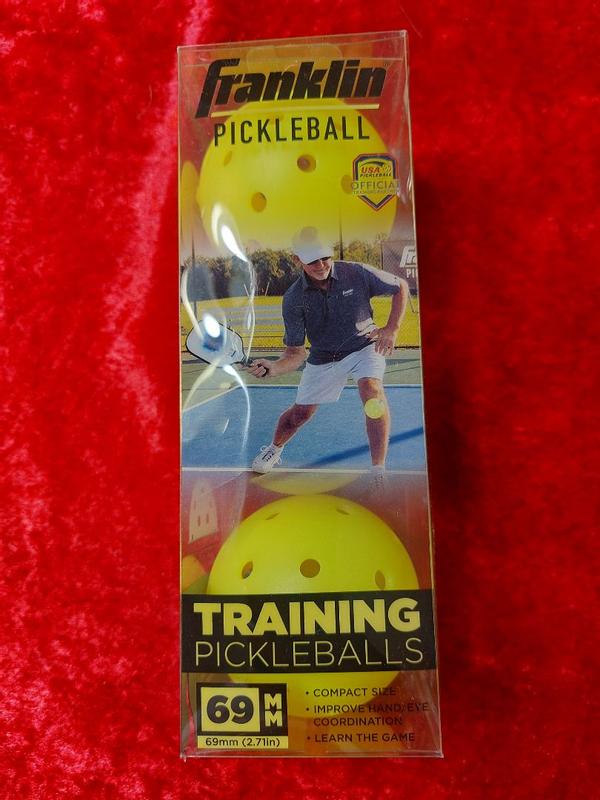 Franklin
PICKLEBALL
USA
PICKLEBALL
OFFICIAL
TRAINING
PICKLEBALLS
69 MM
69mm (2.71in)
• COMPACT SIZE
• IMPROVE HAND/EYE
COORDINATION
• LEARN THE GAME